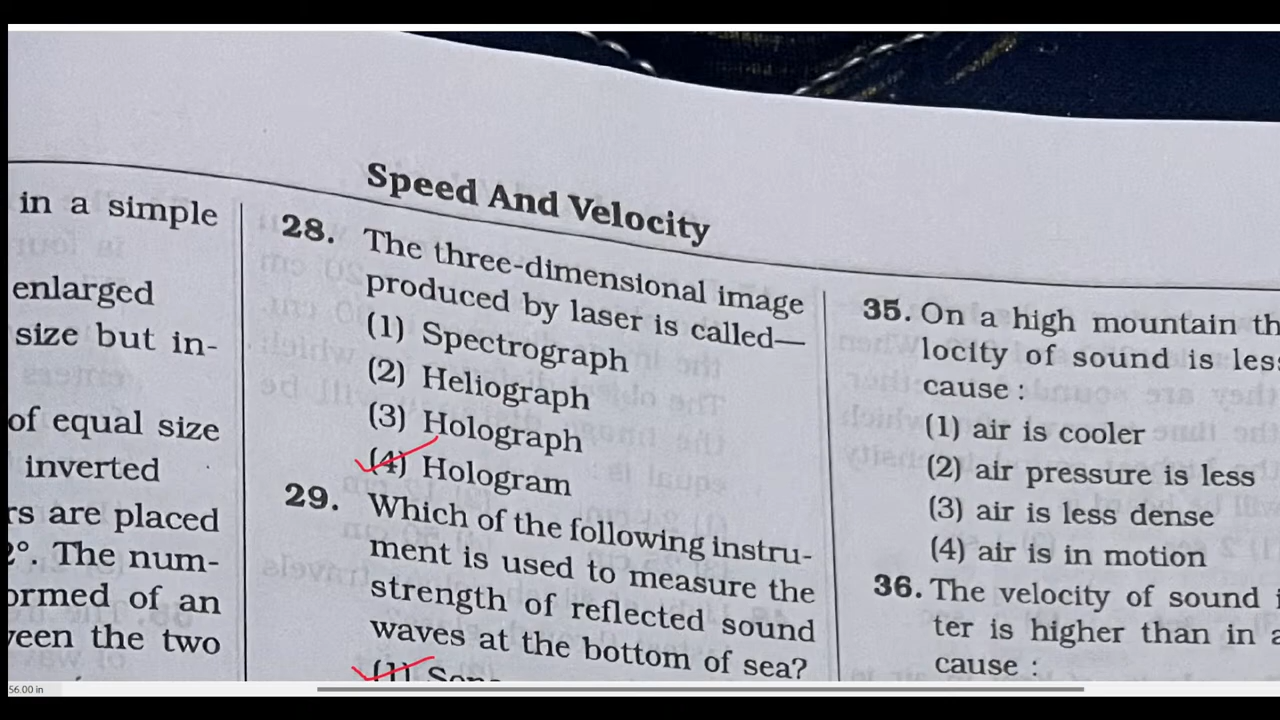 Speed And Velocity
in a simple
enlarged
size but in-
of equal size
inverted
are placed
The num-
of an
the two
28. The three-dimensional image
produced by laser is called—
(1) Spectrograph
(2) Heliograph
(3) Holograph
(4) Hologram
29. Which of the following instru-
ment is used to measure the
strength of reflected sound
waves at the bottom of sea?
(1)
35. On a high mountain
locity of sound is
cause :
(1) air is cooler
(2) air pressure is less
(3) air is less dense
(4) air is in motion
36. The velocity of sound
ter is higher than in
cause :
56.00 in